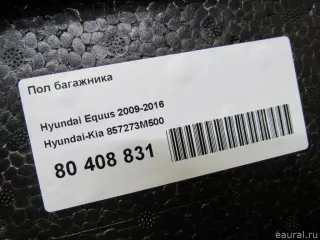 Пол багажника
Hyundai Equus 2009-2016
Hyundai-Kia 857273M500
80 408 831
eaural.ru